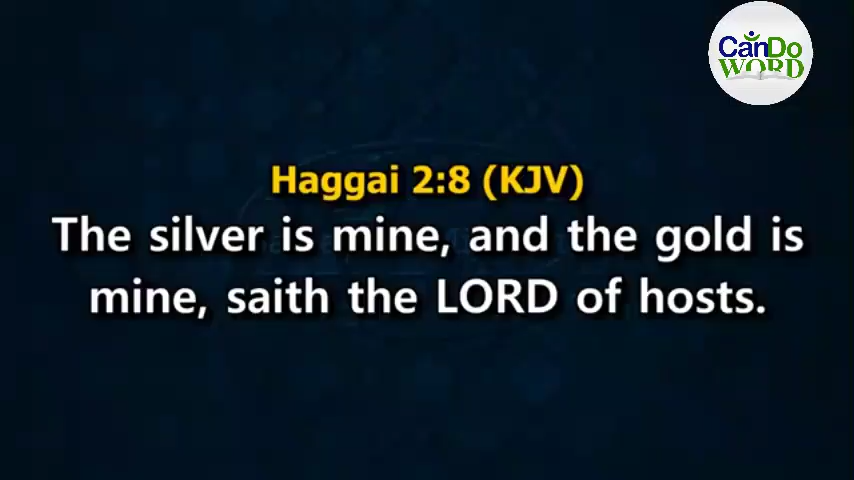 CanDo
WORD
Haggai 2:8 (KJV)
The silver is mine, and the gold is
mine, saith the LORD of hosts.